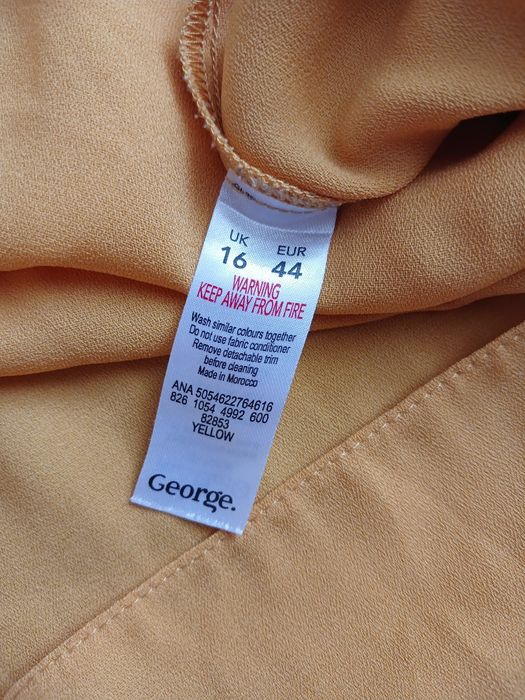 UK EUR
16 44
WARNING
KEEP AWAY FROM FIRE
Wash similar colours together
Do not use fabric conditioner
Remove detachable trim
before cleaning
Made in Morocco
ANA 5054622764616
826 1054 4992 600
82853
YELLOW
George.